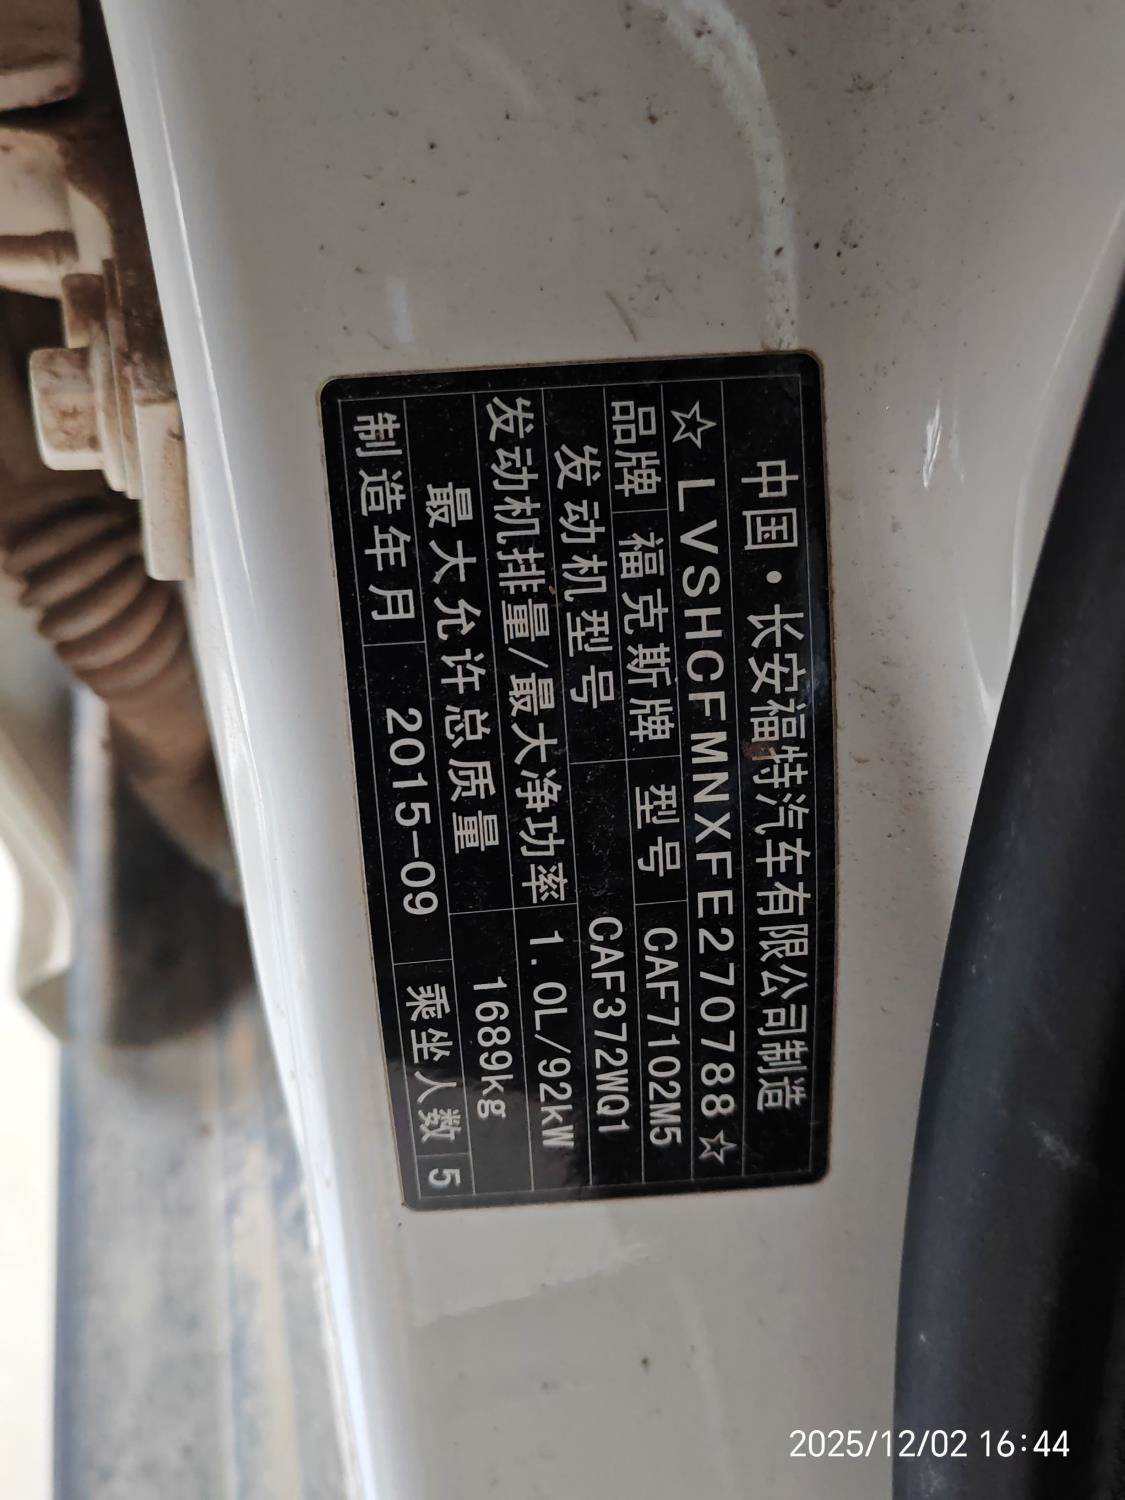 中国·长安福特汽车有限公司制造
☆LVSHCFMNXFE270788☆
品牌 福克斯牌 型号 CAF7102M5
发动机型号 CAF372WQ1
发动机排量/最大净功率 1.0L/92kW
最大允许总质量 1689kg
制造年月 2015-09 乘坐人数 5
2025/12/02 16:44